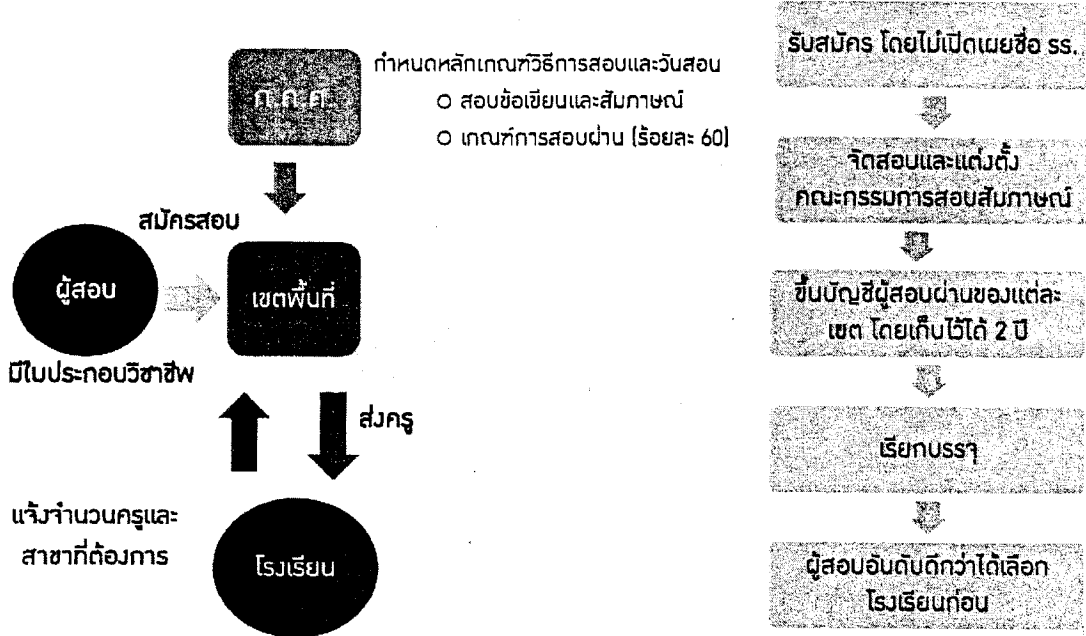 ก.ค.ศ.
กำหนดหลักเกณฑ์วิธีการสอบและวันสอบ
O สอบข้อเขียนและสัมภาษณ์
O เกณฑ์การสอบผ่าน (ร้อยละ 60)
สมัครสอบ
ผู้สอบ
เขตพื้นที่
มีใบประกอบวิชาชีพ
ส่งครู
แจ้งจำนวนครูและ
สาขาที่ต้องการ
โรงเรียน
รับสมัคร โดยไม่เปิดเผยชื่อ รร.
จัดสอบและแต่งตั้ง
คณะกรรมการสอบสัมภาษณ์
ขึ้นบัญชีผู้สอบผ่านของแต่ละ
เขต โดยเก็บไว้ได้ 2 ปี
เรียกบรรจุ
ผู้สอบอันดับดีกว่าได้เลือก
โรงเรียนก่อน